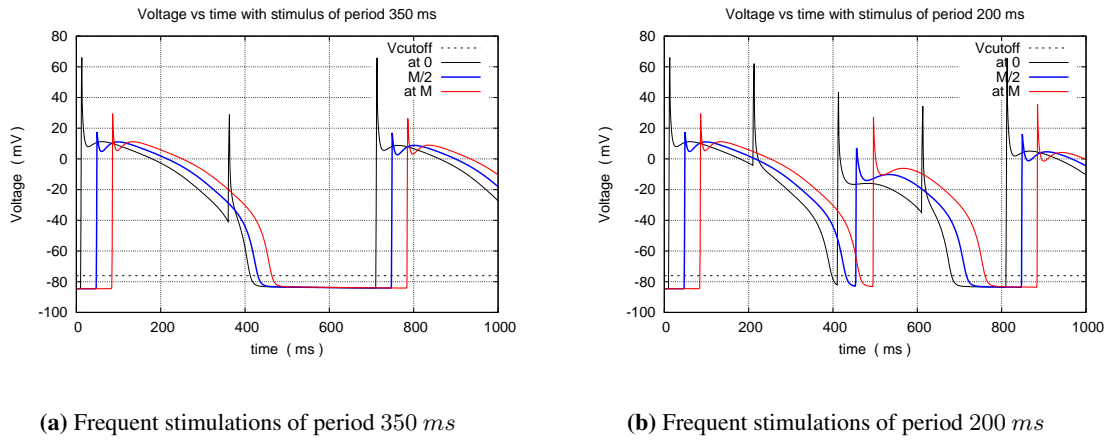 Voltage vs time with stimulus of period 350 ms
80
60
40
20
0
-20
-40
-60
-80
-100
Voltage ( mV )
Vcutoff
at 0
M/2
at M
0 200 400 600 800 1000
time ( ms )
(a) Frequent stimulations of period 350 ms
Voltage vs time with stimulus of period 200 ms
80
60
40
20
0
-20
-40
-60
-80
-100
Voltage ( mV )
Vcutoff
at 0
M/2
at M
0 200 400 600 800 1000
time ( ms )
(b) Frequent stimulations of period 200 ms